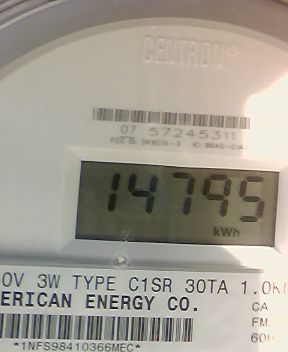 CENTRON®
07 57245311
14795
kWh
0V 3W TYPE C1SR 30TA 1.0K
ERICAN ENERGY CO. CA
FM.
60H
*1NFS98410366MEC*